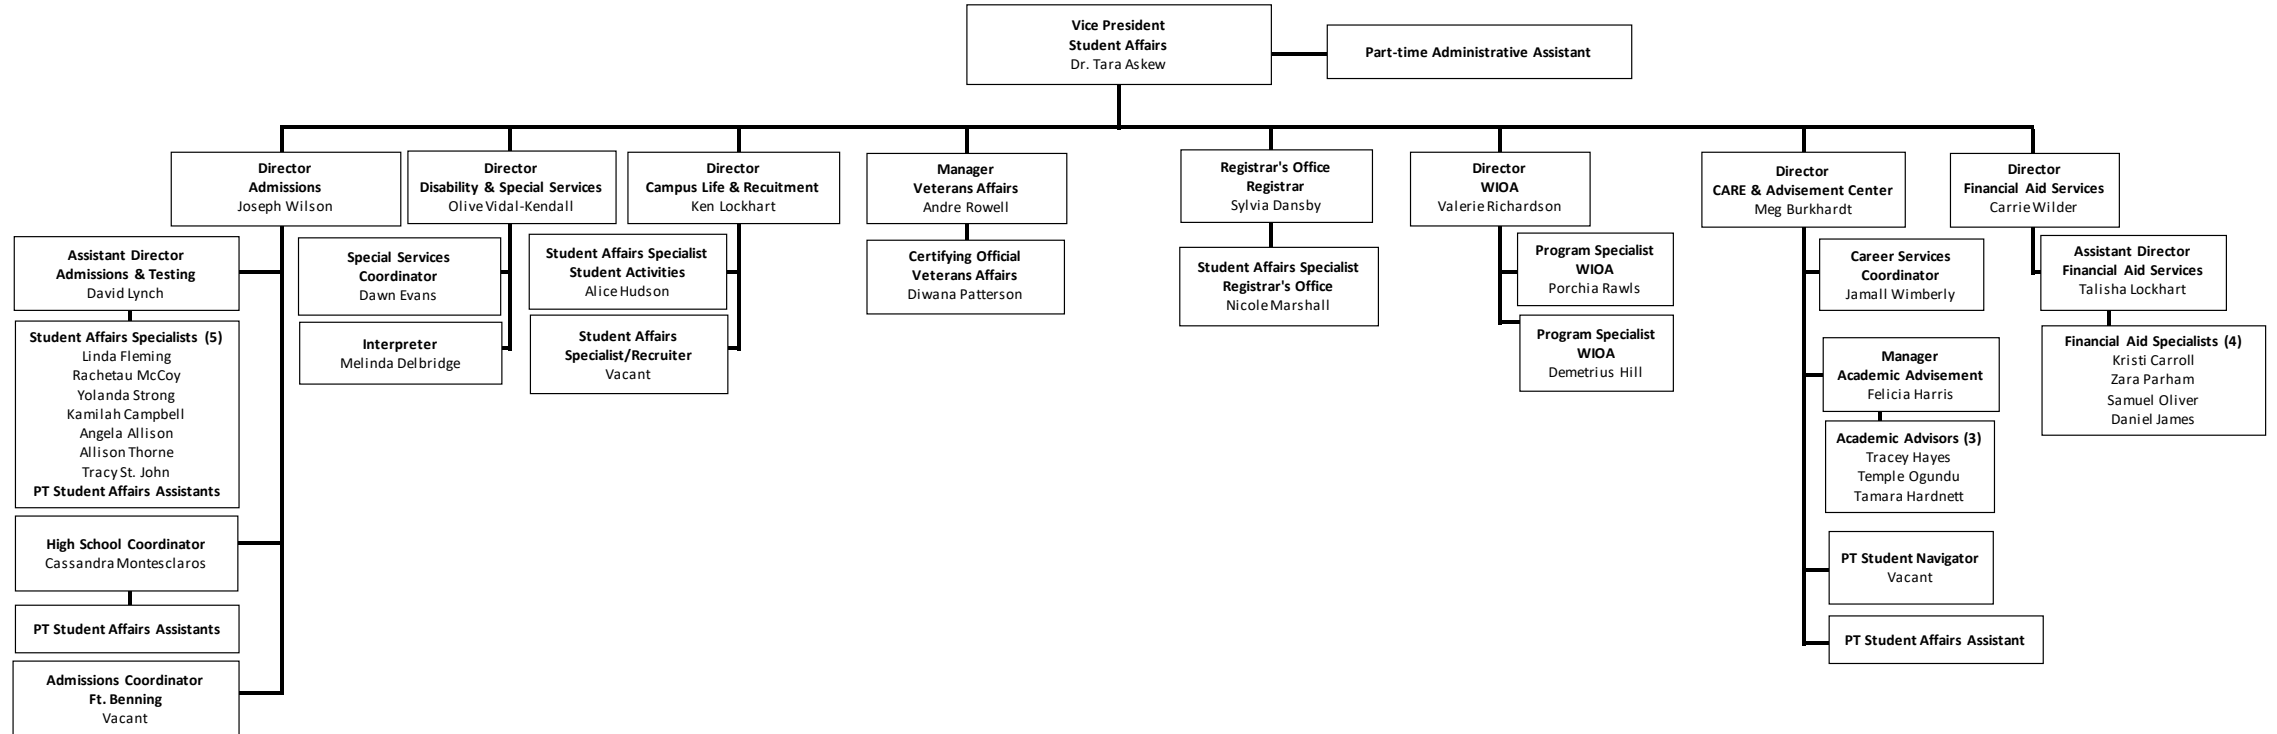 Vice President
Student Affairs
Dr. Tara Askew
Part-time Administrative Assistant
Director
Admissions
Joseph Wilson
Director
Disability & Special Services
Olive Vidal-Kendall
Director
Campus Life & Recuitment
Ken Lockhart
Manager
Veterans Affairs
Andre Rowell
Registrar's Office
Registrar
Sylvia Dansby
Director
WIOA
Valerie Richardson
Director
CARE & Advisement Center
Meg Burkhardt
Director
Financial Aid Services
Carrie Wilder
Assistant Director
Admissions & Testing
David Lynch
Student Affairs Specialists (5)
Linda Fleming
Rachetau McCoy
Yolanda Strong
Kamilah Campbell
Angela Allison
Allison Thorne
Tracy St. John
PT Student Affairs Assistants
High School Coordinator
Cassandra Montesclaros
PT Student Affairs Assistants
Admissions Coordinator
Ft. Benning
Vacant
Special Services
Coordinator
Dawn Evans
Interpreter
Melinda Delbridge
Student Affairs Specialist
Student Activities
Alice Hudson
Student Affairs
Specialist/Recruiter
Vacant
Certifying Official
Veterans Affairs
Diwana Patterson
Student Affairs Specialist
Registrar's Office
Nicole Marshall
Program Specialist
WIOA
Porchia Rawls
Program Specialist
WIOA
Demetrius Hill
Career Services
Coordinator
Jamall Wimberly
Manager
Academic Advisement
Felicia Harris
Academic Advisors (3)
Tracey Hayes
Temple Ogundu
Tamara Hardnett
PT Student Navigator
Vacant
PT Student Affairs Assistant
Assistant Director
Financial Aid Services
Talisha Lockhart
Financial Aid Specialists (4)
Kristi Carroll
Zara Parham
Samuel Oliver
Daniel James